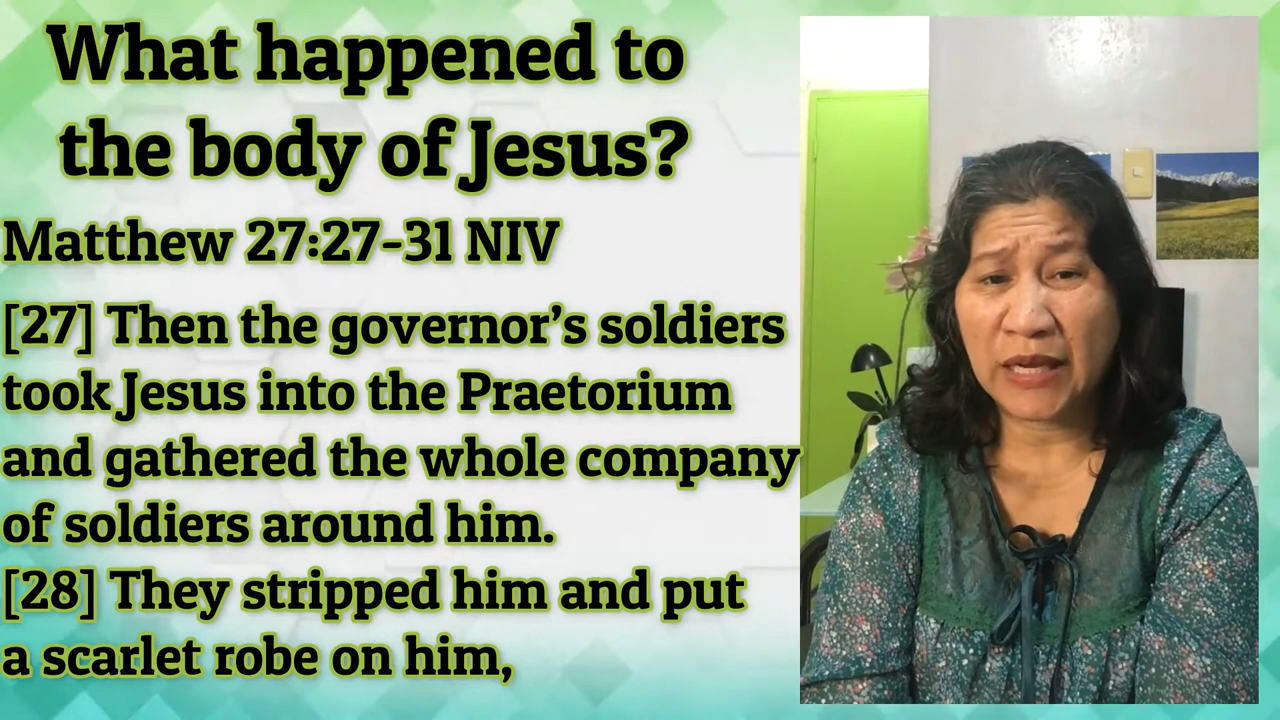 What happened to
the body of Jesus?
Matthew 27:27-31 NIV
[27] Then the governor’s soldiers
took Jesus into the Praetorium
and gathered the whole company
of soldiers around him.
[28] They stripped him and put
a scarlet robe on him,